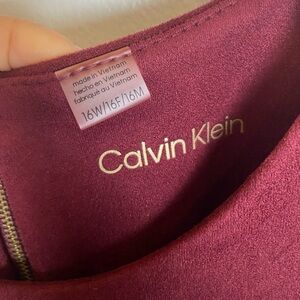 made in Vietnam
hecho en Vietnam
fabriqué au Vietnam
16W/16F/16M
Calvin Klein